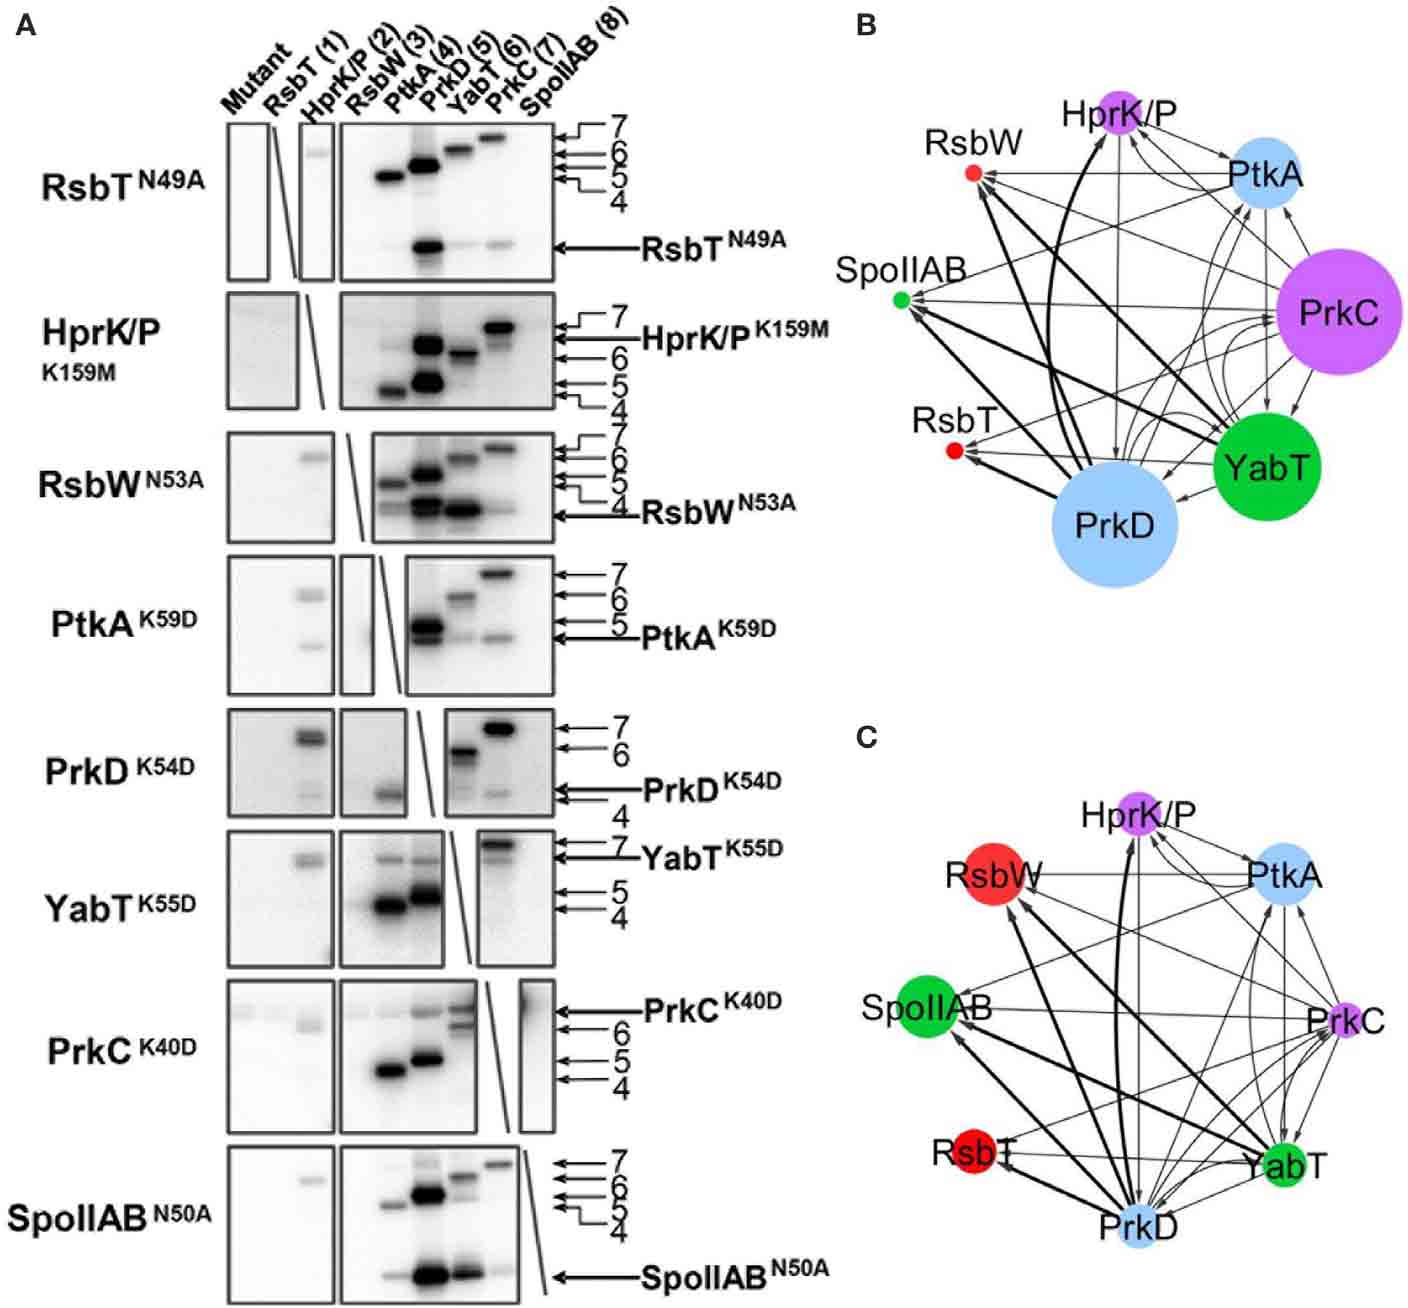 A
Mutant
RsbT (1)
HprK/P (2)
RsbW (3)
PtkA (4)
PrkD (5)
YabT (6)
PrkC (7)
SpoIIAB (8)
RsbT N49A
7
6
5
4
RsbT N49A
HprK/P
K159M
7
HprK/P K159M
6
5
4
RsbW N53A
7
6
5
4
RsbW N53A
PtkA K59D
7
6
5
PtkA K59D
PrkD K54D
7
6
PrkD K54D
4
YabT K55D
7
YabT K55D
5
4
PrkC K40D
PrkC K40D
6
5
4
SpoIIAB N50A
7
6
5
4
SpoIIAB N50A
B
HprK/P
RsbW
PtkA
SpoIIAB
PrkC
RsbT
YabT
PrkD
C
HprK/P
RsbW
PtkA
SpoIIAB
PrkC
RsbT
YabT
PrkD